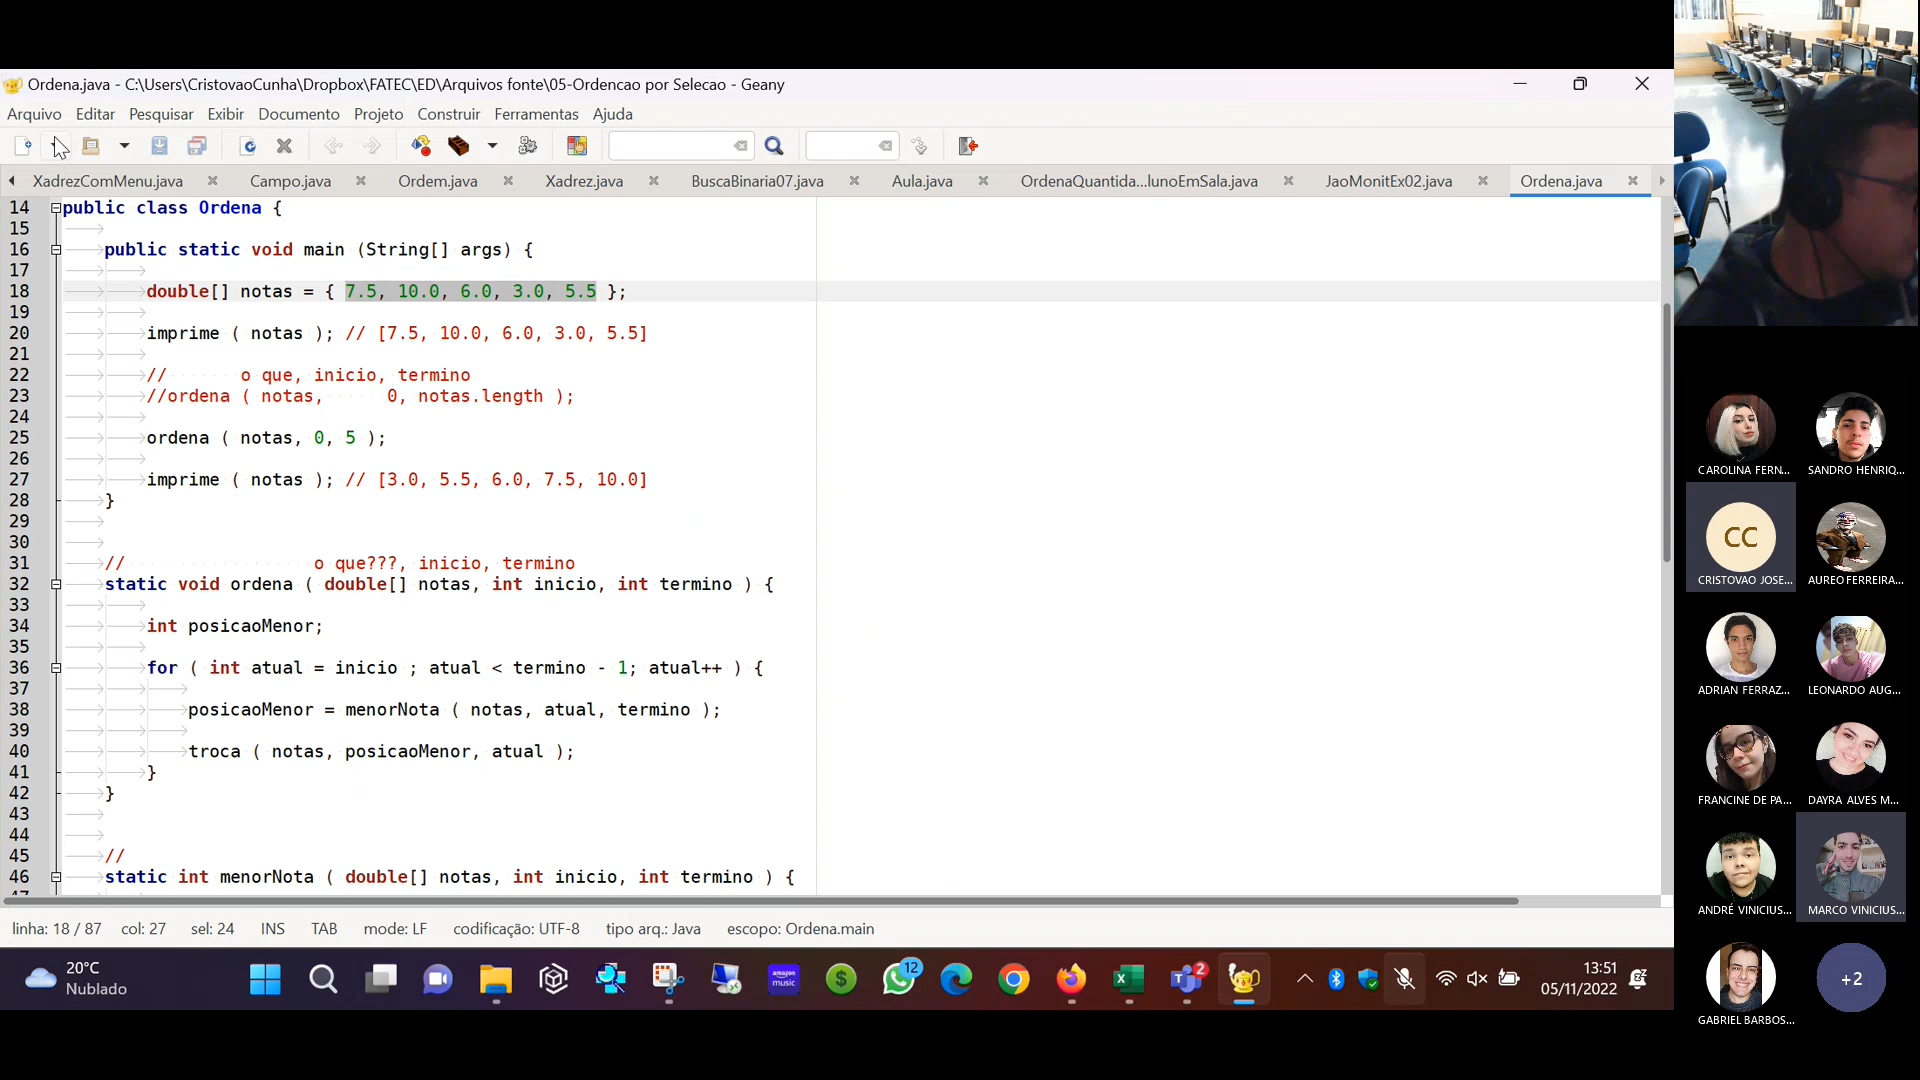 Ordena.java - C:\Users\CristovaoCunha\Dropbox\FATEC\ED\Arquivos fonte\05-Ordencao por Selecao - Geany
Arquivo Editar Pesquisar Exibir Documento Projeto Construir Ferramentas Ajuda
XadrezComMenu.java Campo.java Ordem.java Xadrez.java BuscaBinaria07.java Aula.java OrdenaQuantida...lunoEmSala.java JaoMonitEx02.java Ordena.java
14 public class Ordena {
15
16 public static void main (String[] args) {
17
18 double[] notas = { 7.5, 10.0, 6.0, 3.0, 5.5 };
19
20 imprime ( notas ); // [7.5, 10.0, 6.0, 3.0, 5.5]
21
22 // o que, inicio, termino
23 //ordena ( notas, 0, notas.length );
24
25 ordena ( notas, 0, 5 );
26
27 imprime ( notas ); // [3.0, 5.5, 6.0, 7.5, 10.0]
28 }
29
30
31 // o que???, inicio, termino
32 static void ordena ( double[] notas, int inicio, int termino ) {
33
34 int posicaoMenor;
35
36 for ( int atual = inicio ; atual < termino - 1; atual++ ) {
37
38 posicaoMenor = menorNota ( notas, atual, termino );
39
40 troca ( notas, posicaoMenor, atual );
41 }
42 }
43
44
45 //
46 static int menorNota ( double[] notas, int inicio, int termino ) {
linha: 18 / 87 col: 27 sel: 24 INS TAB mode: LF codificação: UTF-8 tipo arq.: Java escopo: Ordena.main
20°C
Nublado
amazon music
12
2
13:51
05/11/2022
CAROLINA FERN... SANDRO HENRIQ...
CC
CRISTOVAO JOSE... AUREO FERREIRA...
ADRIAN FERRAZ... LEONARDO AUG...
FRANCINE DE PA... DAYRA ALVES M...
ANDRÉ VINICIUS... MARCO VINICIUS...
+2
GABRIEL BARBOS...